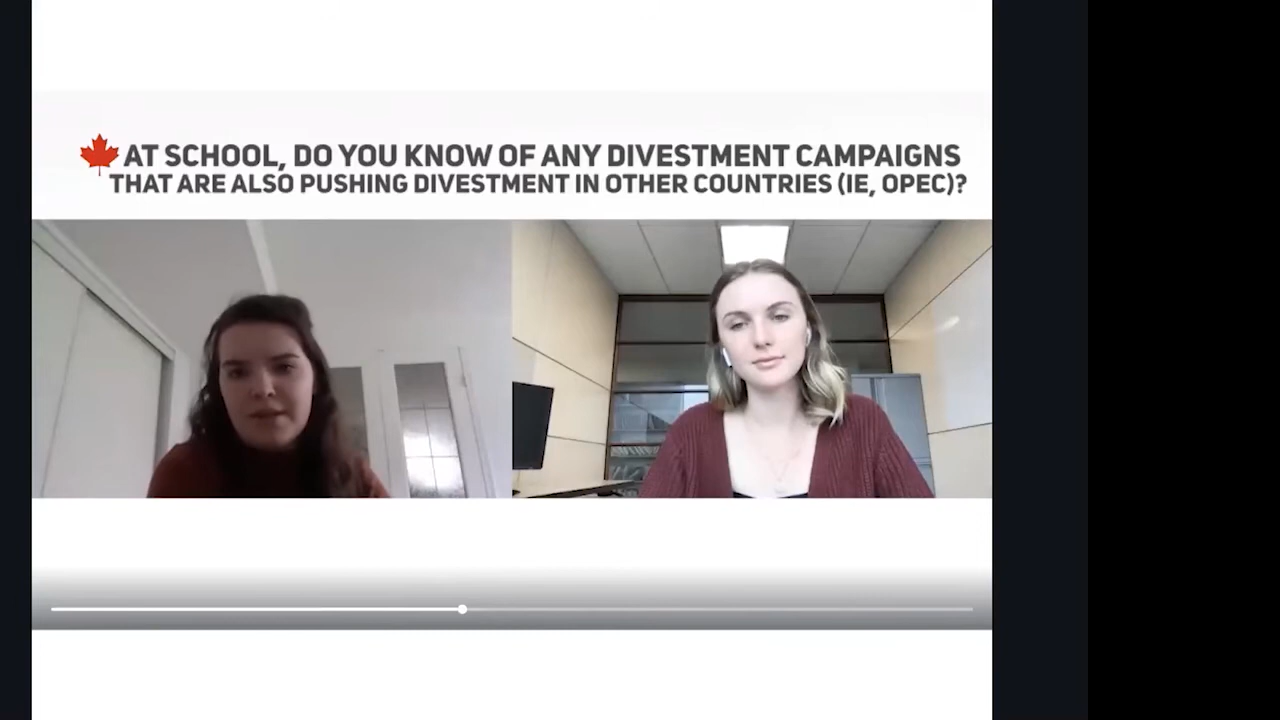 AT SCHOOL, DO YOU KNOW OF ANY DIVESTMENT CAMPAIGNS
THAT ARE ALSO PUSHING DIVESTMENT IN OTHER COUNTRIES (IE, OPEC)?